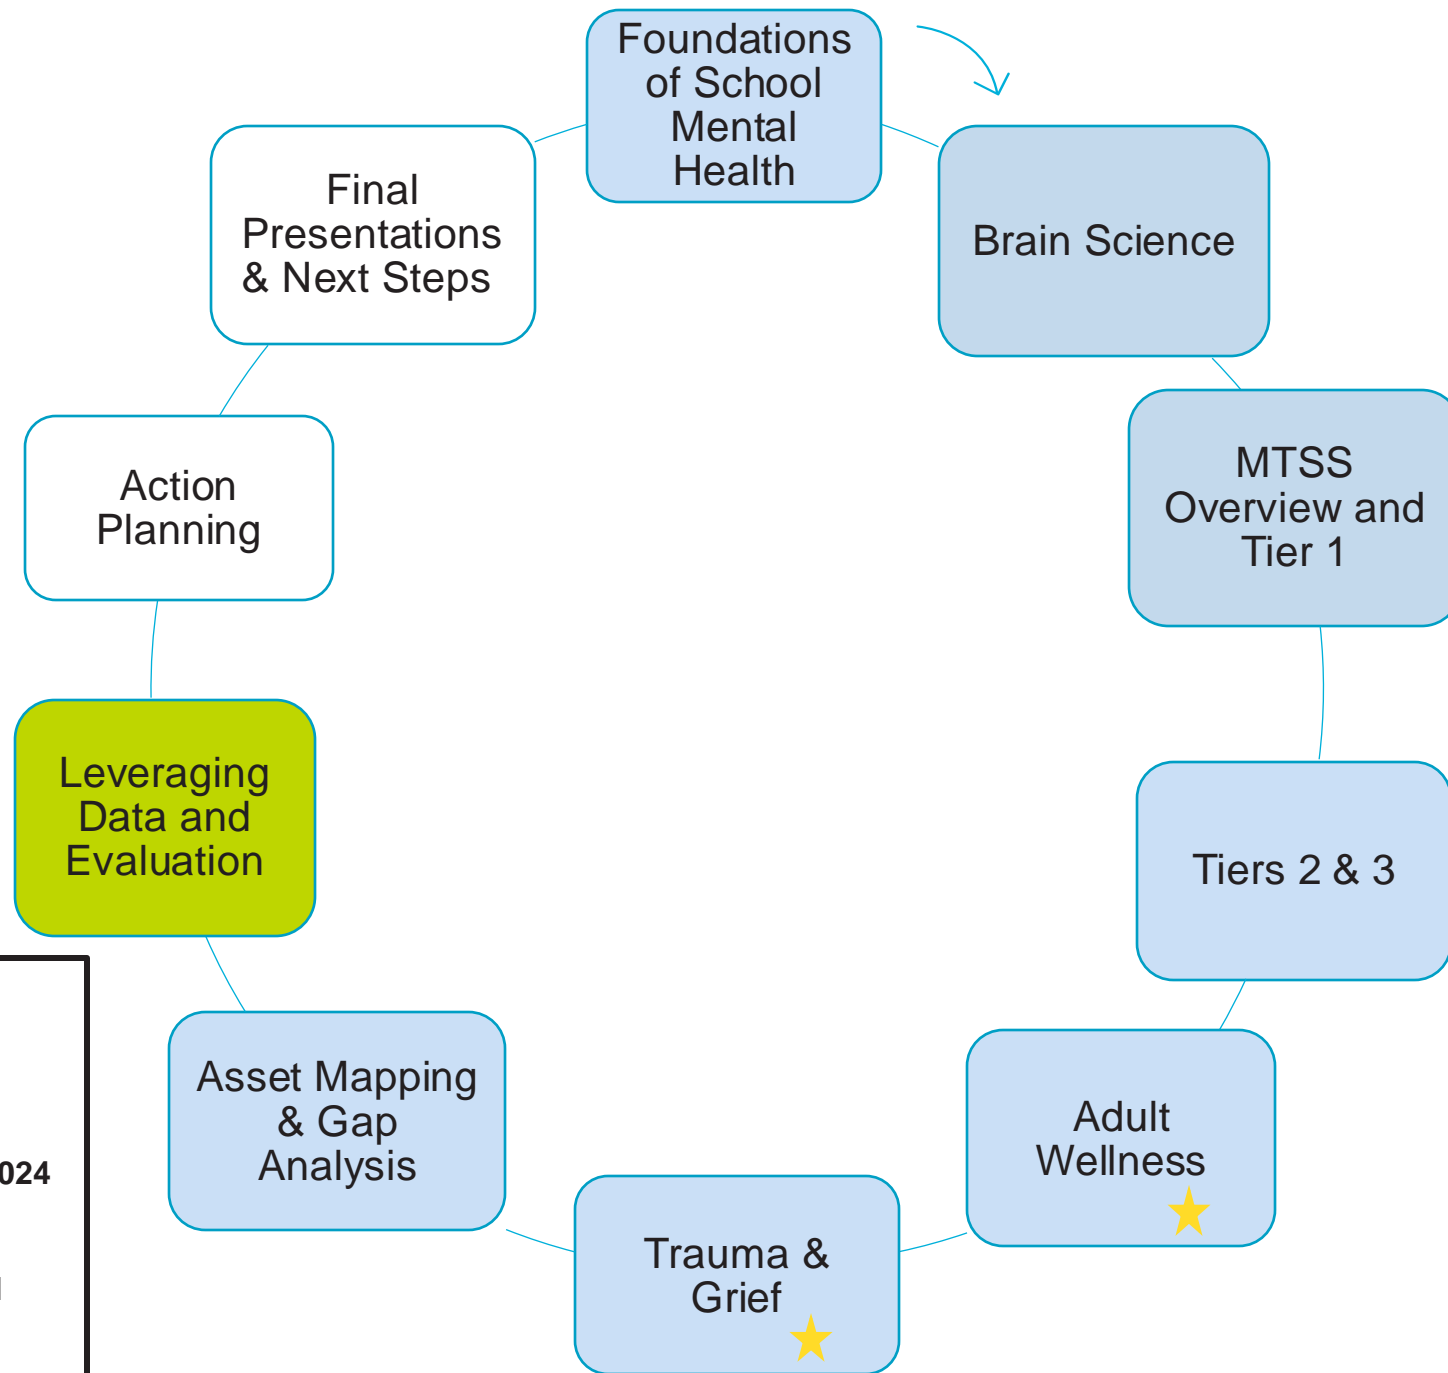 Foundations
of School
Mental
Health
Brain Science
MTSS
Overview and
Tier 1
Tiers 2 & 3
Adult
Wellness
Trauma &
Grief
Asset Mapping
& Gap
Analysis
Leveraging
Data and
Evaluation
Action
Planning
Final
Presentations
& Next Steps
024